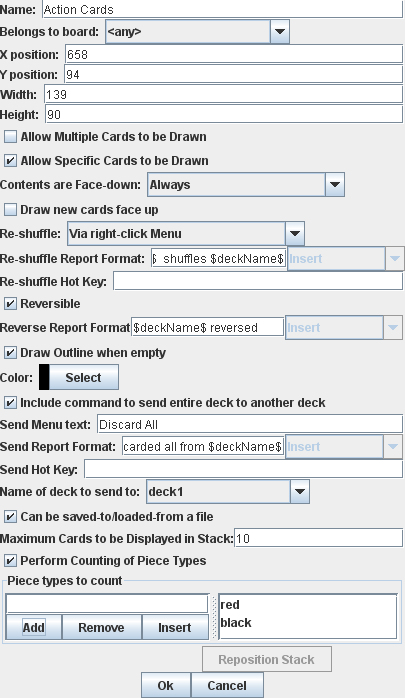 Name: Action Cards
Belongs to board: <any>
X position: 658
Y position: 94
Width: 139
Height: 90
Allow Multiple Cards to be Drawn
Allow Specific Cards to be Drawn
Contents are Face-down: Always
Draw new cards face up
Re-shuffle: Via right-click Menu
Re-shuffle Report Format: $ shuffles $deckName$ Insert
Re-shuffle Hot Key:
Reversible
Reverse Report Format $deckName$ reversed Insert
Draw Outline when empty
Color: Select
Include command to send entire deck to another deck
Send Menu text: Discard All
Send Report Format: carded all from $deckName$ Insert
Send Hot Key:
Name of deck to send to: deck1
Can be saved-to/loaded-from a file
Maximum Cards to be Displayed in Stack: 10
Perform Counting of Piece Types
Piece types to count
red
Add Remove Insert black
Reposition Stack
Ok Cancel